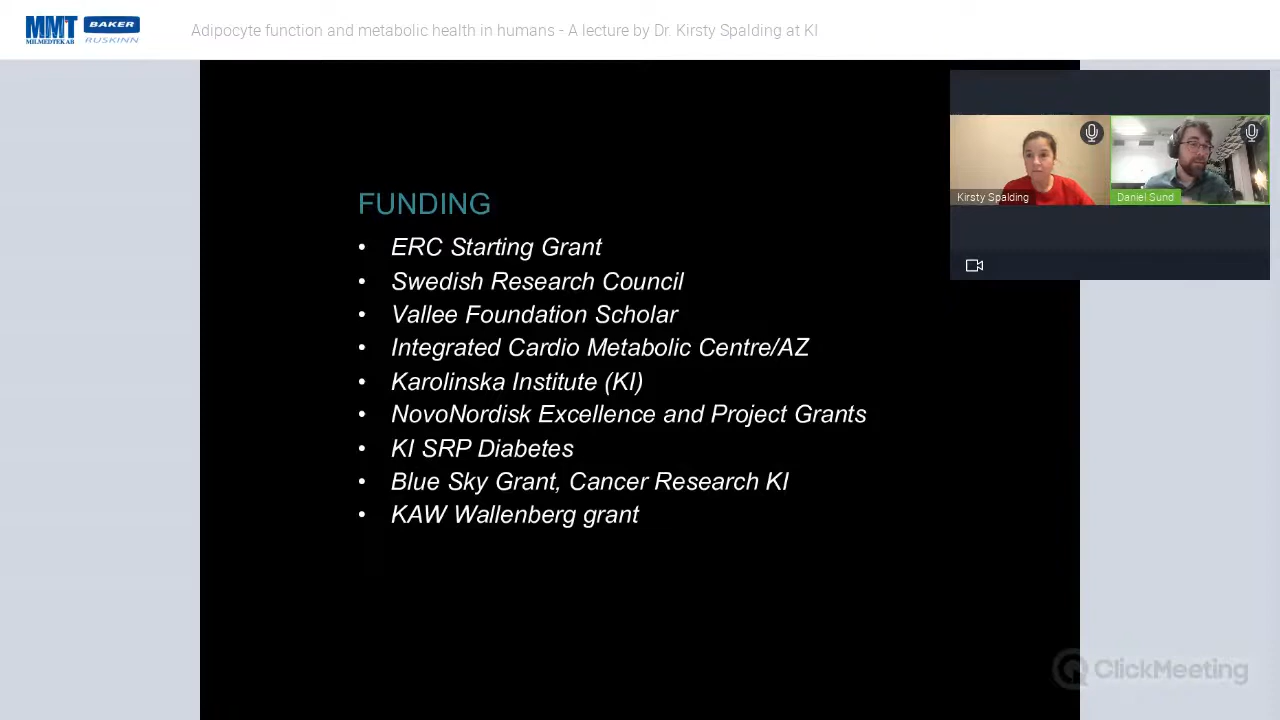 MMT
MILMEDTEK AB
BAKER
RUSKINN
Adipocyte function and metabolic health in humans - A lecture by Dr. Kirsty Spalding at KI
Kirsty Spalding
Daniel Sund
FUNDING
• ERC Starting Grant
• Swedish Research Council
• Vallee Foundation Scholar
• Integrated Cardio Metabolic Centre/AZ
• Karolinska Institute (KI)
• NovoNordisk Excellence and Project Grants
• KI SRP Diabetes
• Blue Sky Grant, Cancer Research KI
• KAW Wallenberg grant
ClickMeeting